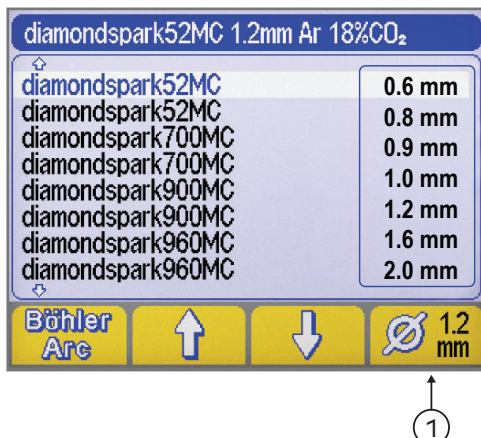 diamondspark52MC 1.2mm Ar 18%CO₂
diamondspark52MC
diamondspark52MC
diamondspark700MC
diamondspark700MC
diamondspark900MC
diamondspark900MC
diamondspark960MC
diamondspark960MC
0.6 mm
0.8 mm
0.9 mm
1.0 mm
1.2 mm
1.6 mm
2.0 mm
Böhler
Arc
Ø 1.2
mm
1